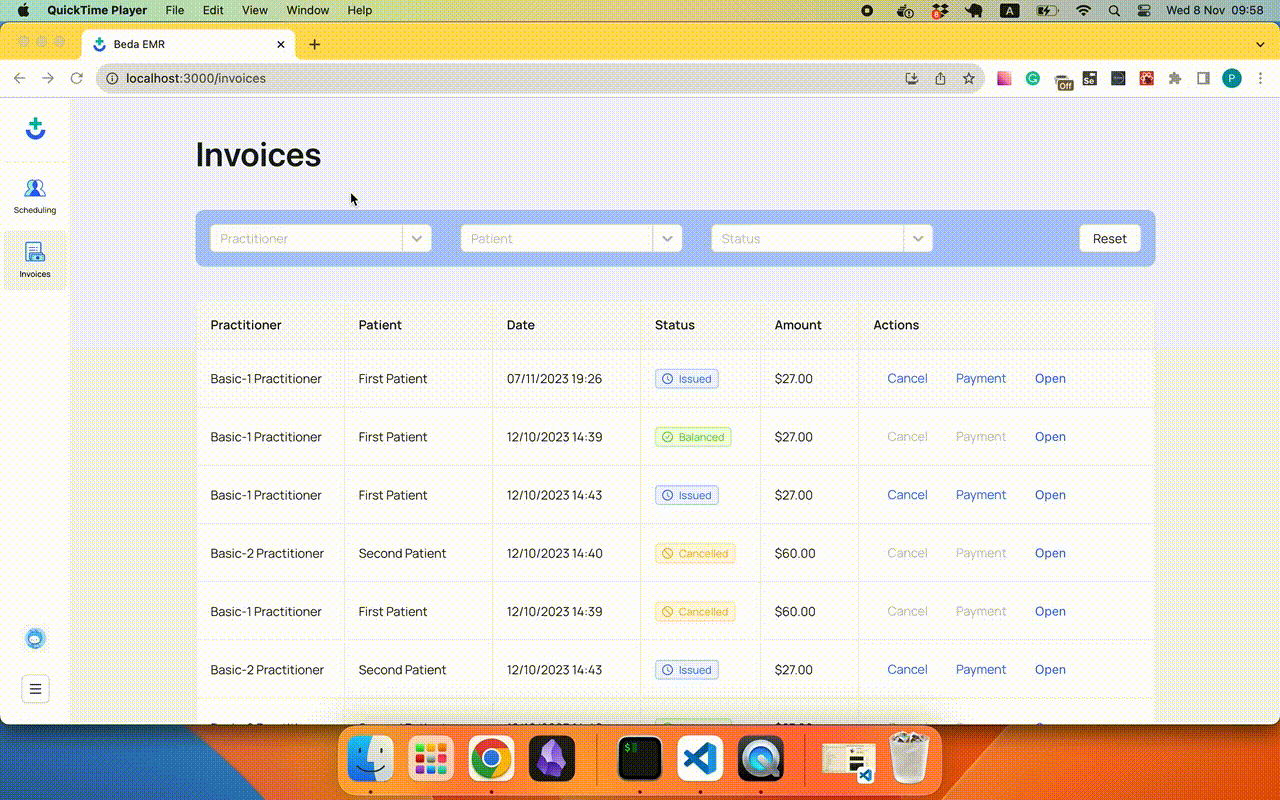 QuickTime Player File Edit View Window Help A Wed 8 Nov 09:58
Beda EMR
localhost:3000/invoices Off Se P
Invoices
Scheduling
Invoices
Practitioner Patient Status Reset
Practitioner Patient Date Status Amount Actions
Basic-1 Practitioner First Patient 07/11/2023 19:26 Issued $27.00 Cancel Payment Open
Basic-1 Practitioner First Patient 12/10/2023 14:39 Balanced $27.00 Cancel Payment Open
Basic-1 Practitioner First Patient 12/10/2023 14:43 Issued $27.00 Cancel Payment Open
Basic-2 Practitioner Second Patient 12/10/2023 14:40 Cancelled $60.00 Cancel Payment Open
Basic-1 Practitioner First Patient 12/10/2023 14:39 Cancelled $60.00 Cancel Payment Open
Basic-2 Practitioner Second Patient 12/10/2023 14:43 Issued $27.00 Cancel Payment Open